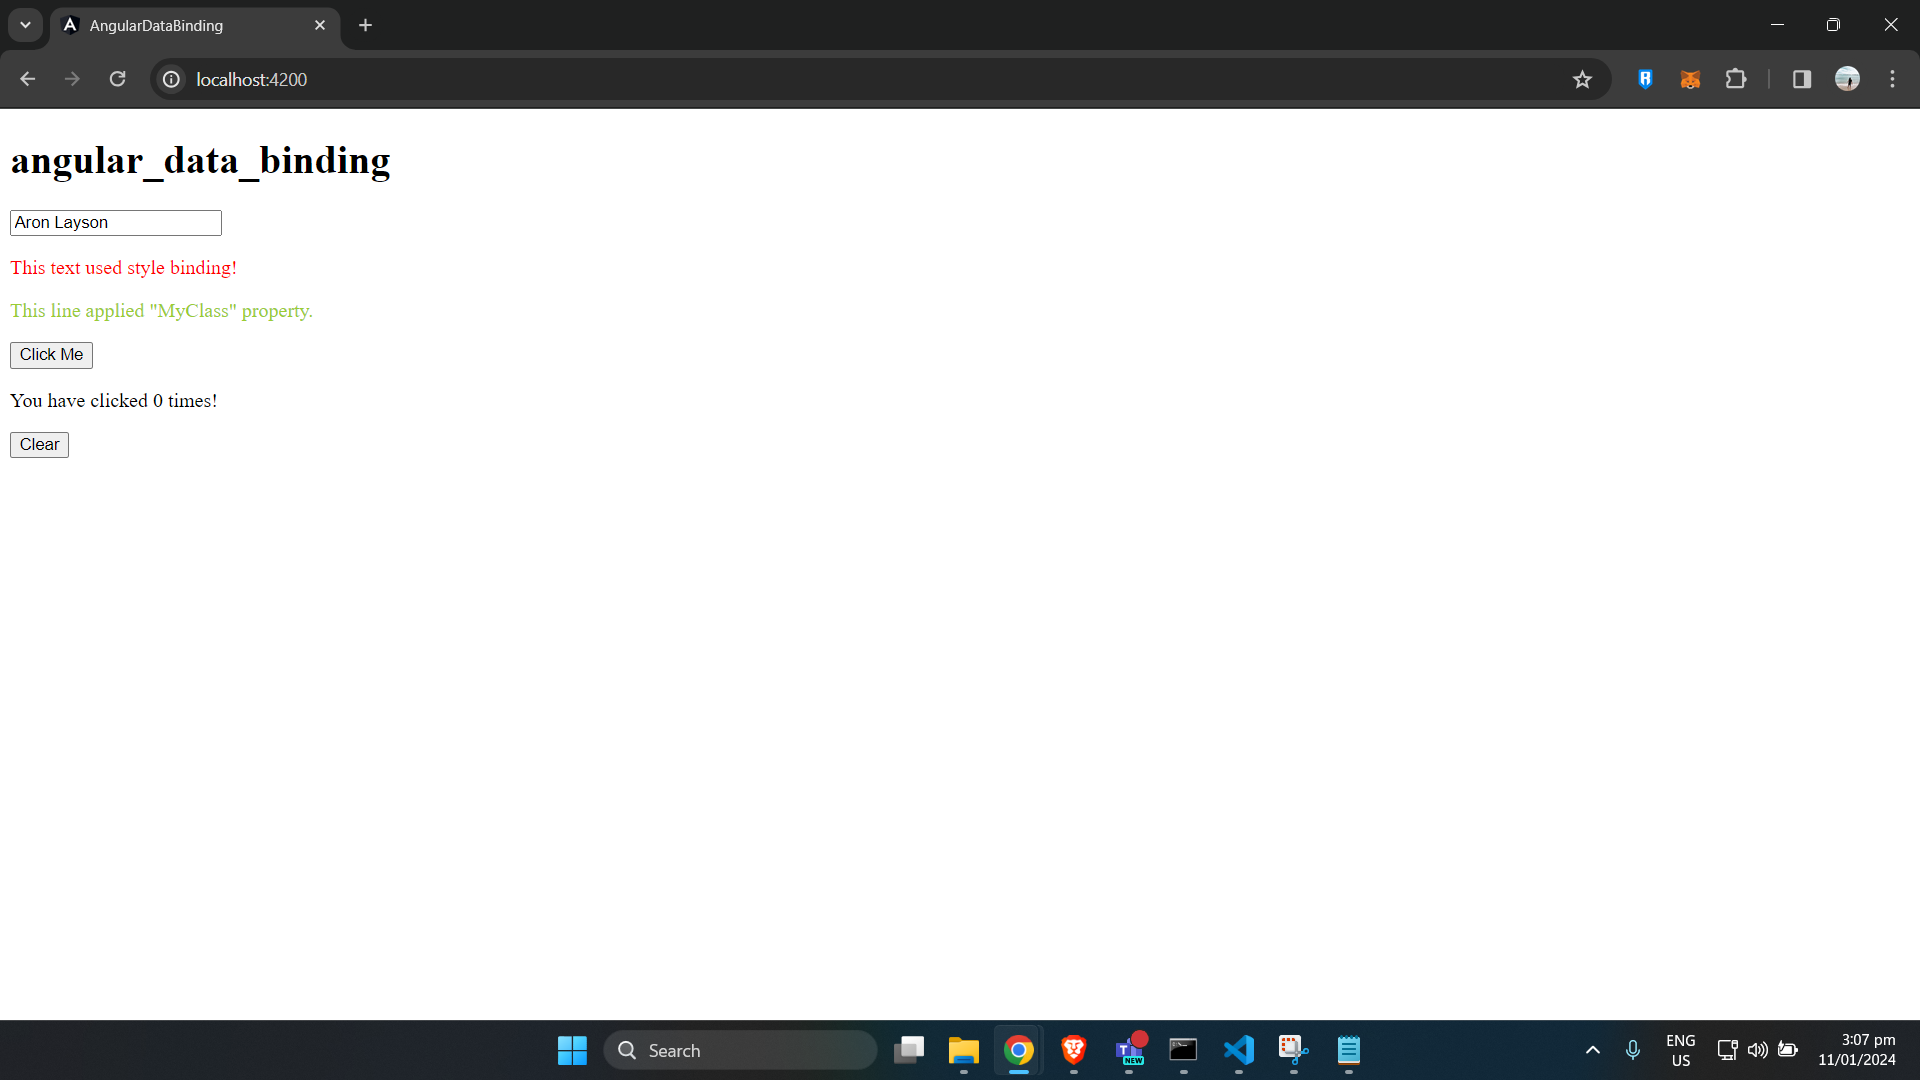 AngularDataBinding
localhost:4200
angular_data_binding
Aron Layson
This text used style binding!
This line applied "MyClass" property.
Click Me
You have clicked 0 times!
Clear
Search
NEW
ENG
US
3:07 pm
11/01/2024